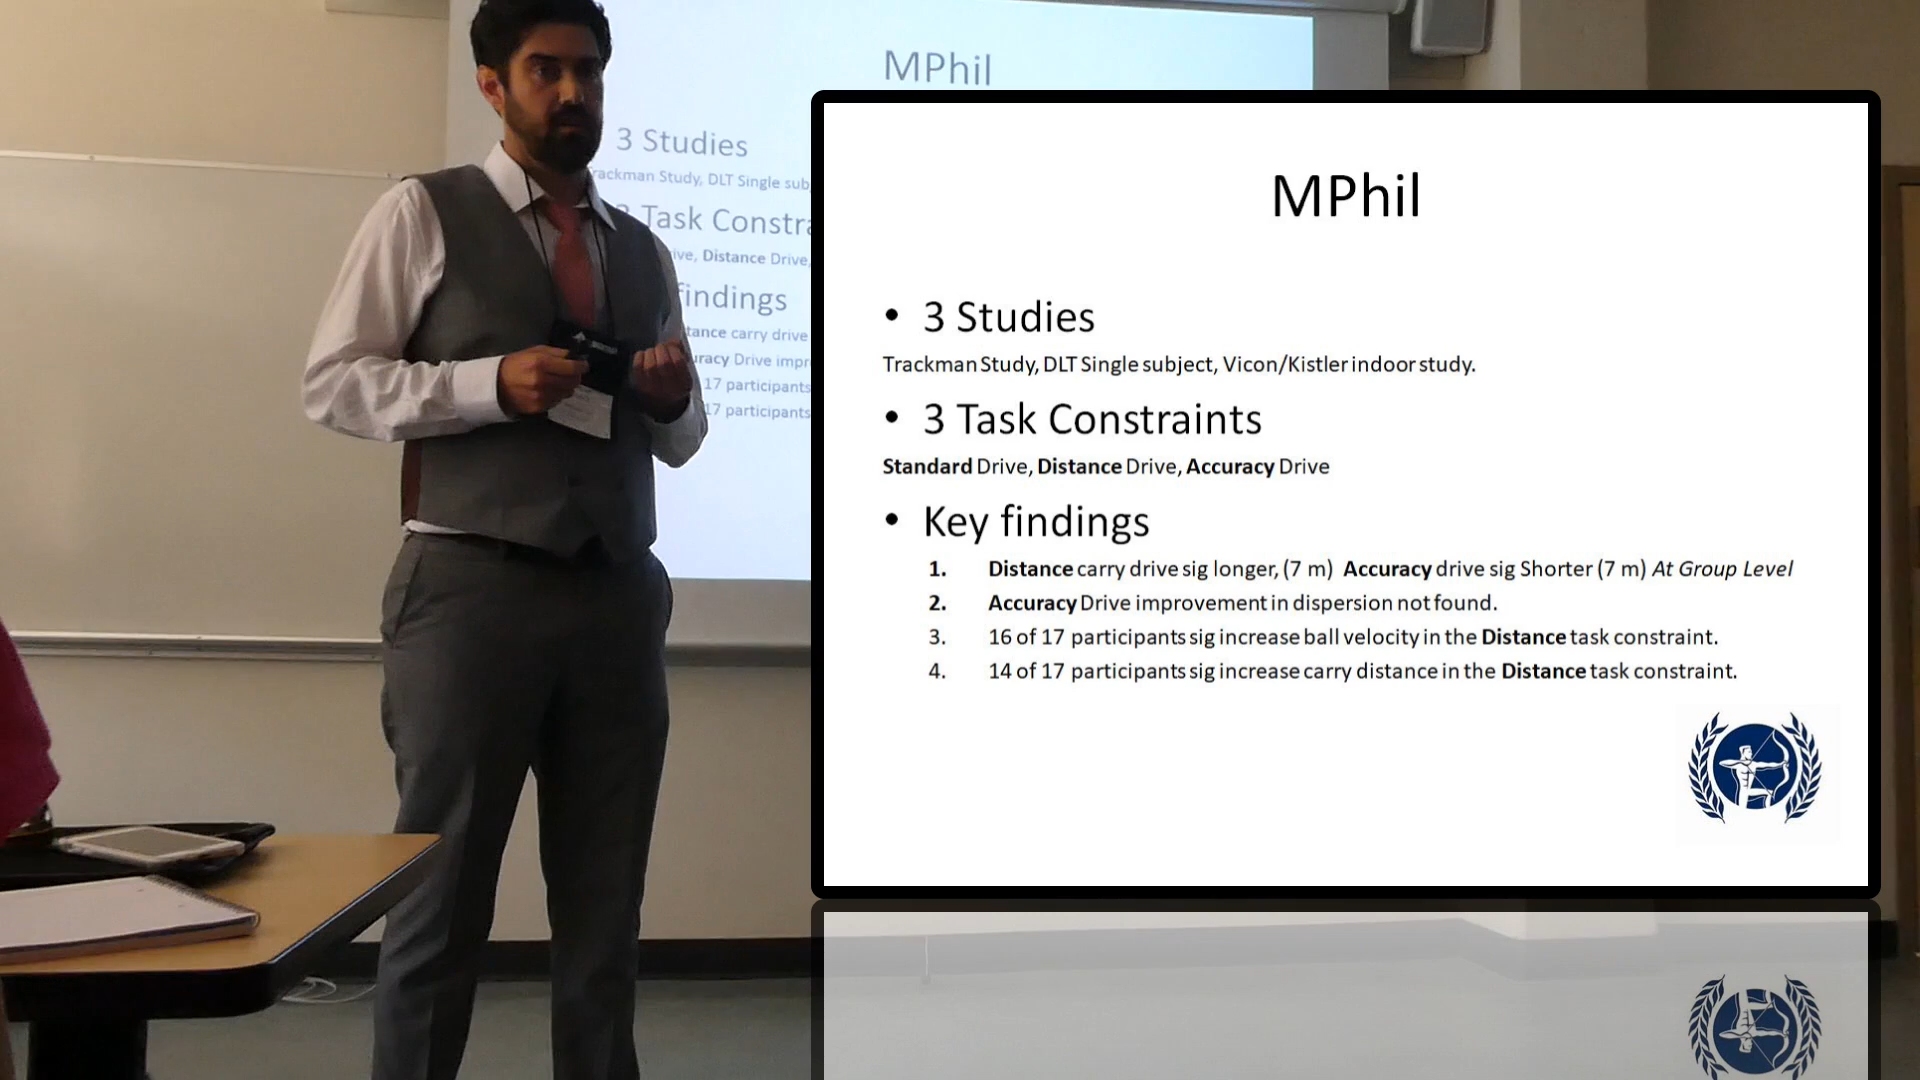 MPhil
3 Studies
Trackman Study, DLT Single sub
Task Constra
ive, Distance Drive,
findings
tance carry drive
uracy Drive impr
17 participants
17 participants
MPhil
• 3 Studies
Trackman Study, DLT Single subject, Vicon/Kistler indoor study.
• 3 Task Constraints
Standard Drive, Distance Drive, Accuracy Drive
• Key findings
1. Distance carry drive sig longer, (7 m) Accuracy drive sig Shorter (7 m) At Group Level
2. Accuracy Drive improvement in dispersion not found.
3. 16 of 17 participants sig increase ball velocity in the Distance task constraint.
4. 14 of 17 participants sig increase carry distance in the Distance task constraint.